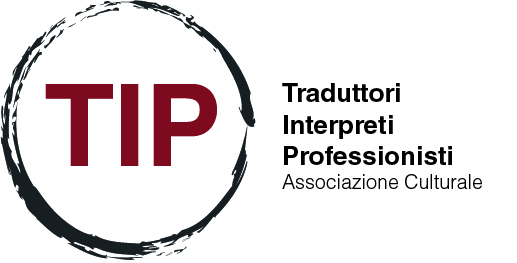 TIP
Traduttori
Interpreti
Professionisti
Associazione Culturale